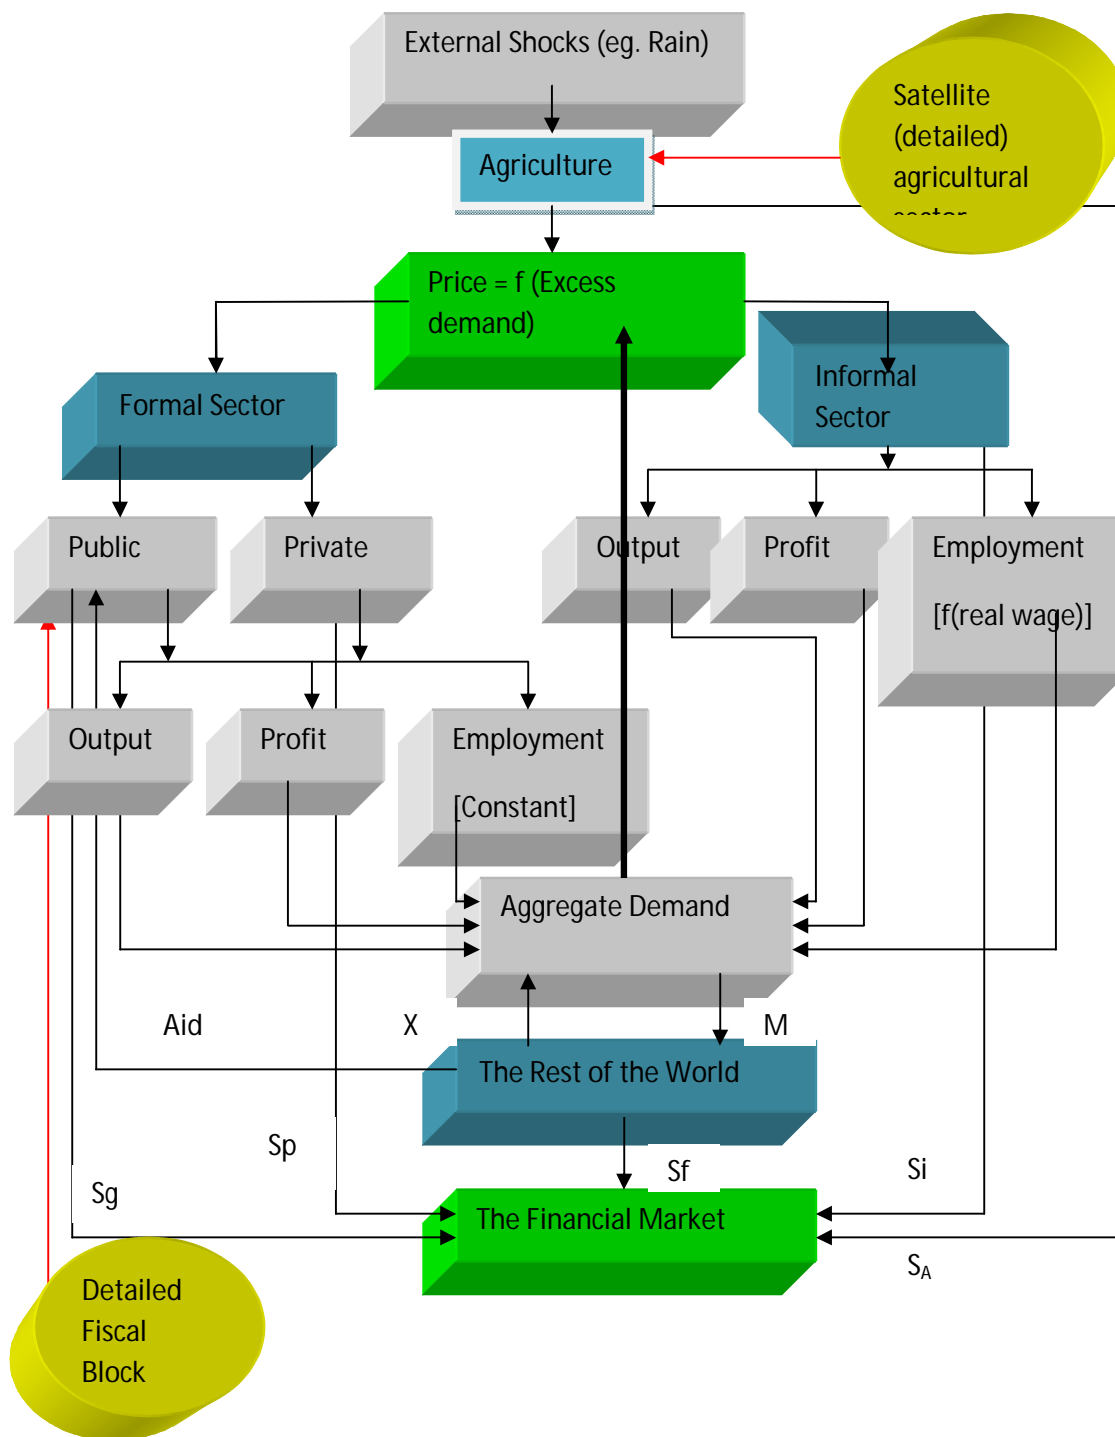 External Shocks (eg. Rain)
Satellite
(detailed)
agricultural
Agriculture
Price = f (Excess
demand)
Formal Sector
Informal
Sector
Public
Private
Output
Profit
Employment
[f(real wage)]
Output
Profit
Employment
[Constant]
Aggregate Demand
Aid
X
M
The Rest of the World
Sp
Sf
Si
Sg
The Financial Market
SA
Detailed
Fiscal
Block